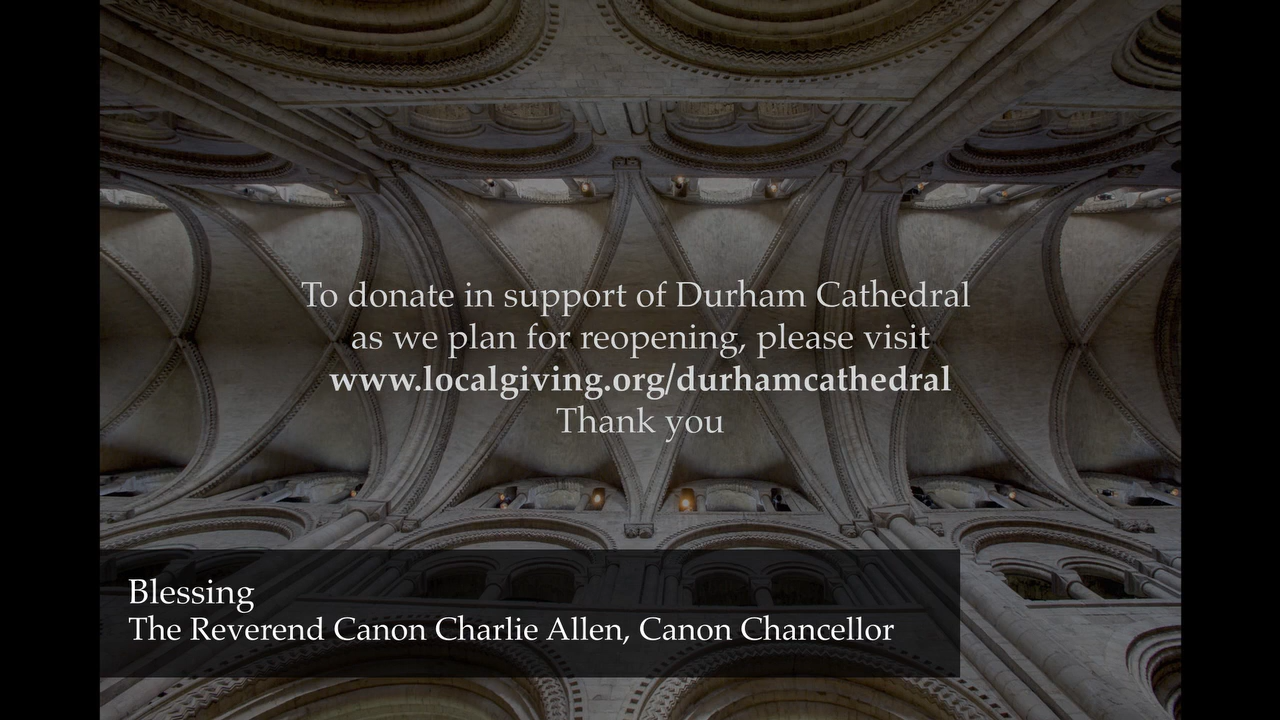 To donate in support of Durham Cathedral
as we plan for reopening, please visit
www.localgiving.org/durhamcathedral
Thank you
Blessing
The Reverend Canon Charlie Allen, Canon Chancellor